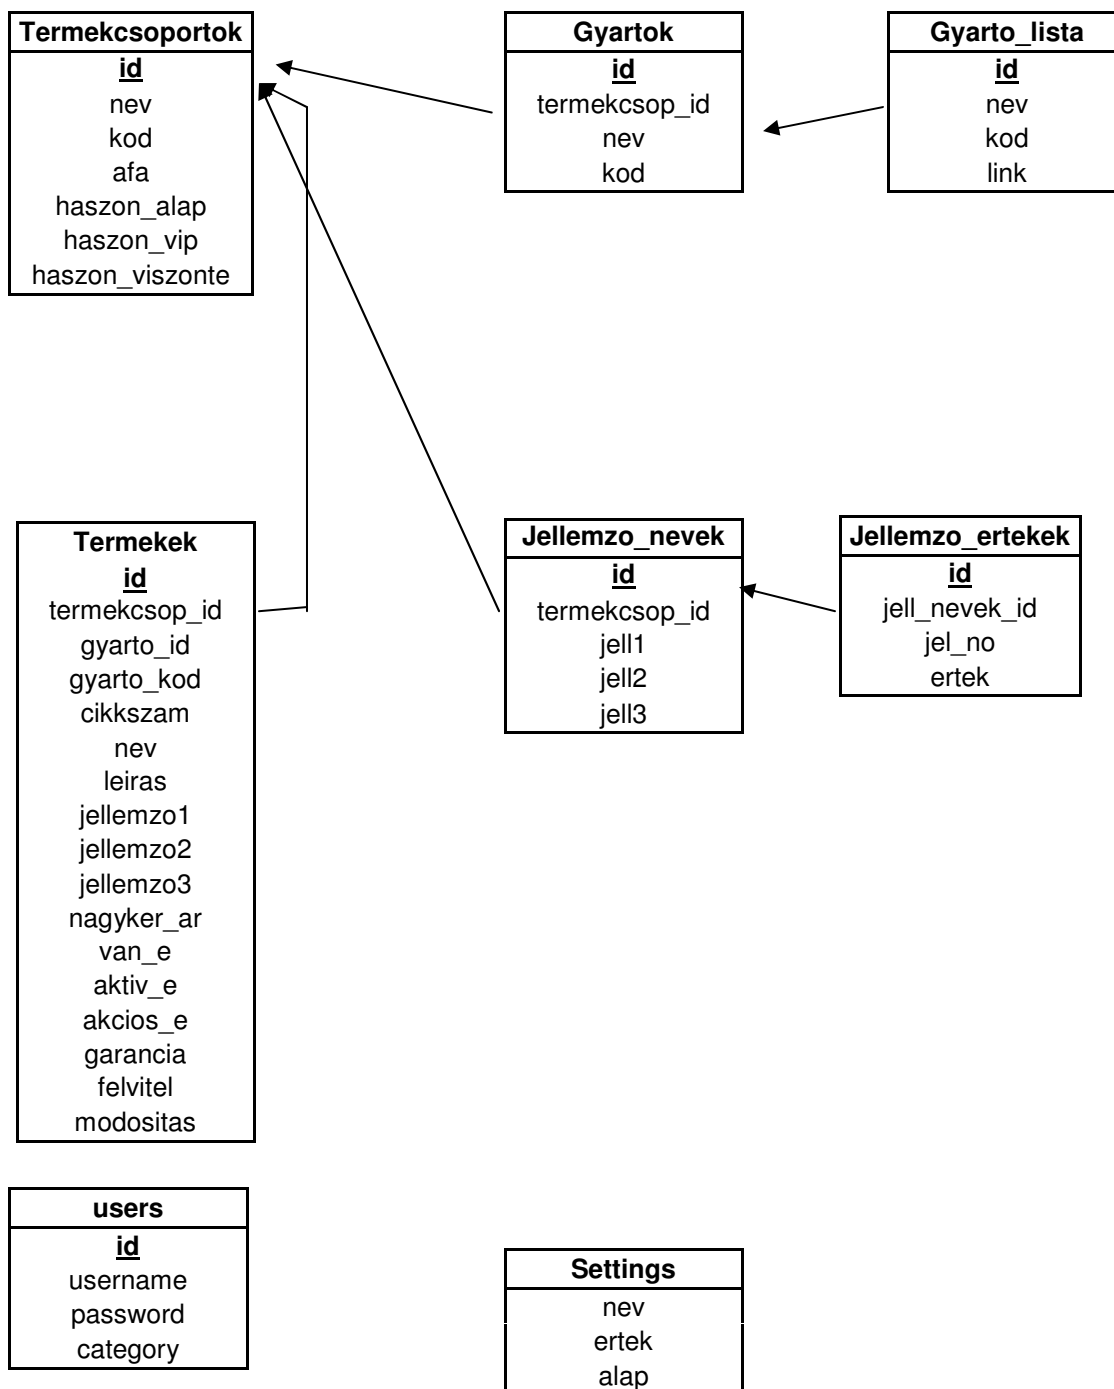 Termekcsoportok
id
nev
kod
afa
haszon_alap
haszon_vip
haszon_viszonte
Gyartok
id
termekcsop_id
nev
kod
Gyarto_lista
id
nev
kod
link
Termekek
id
termekcsop_id
gyarto_id
gyarto_kod
cikkszam
nev
leiras
jellemzo1
jellemzo2
jellemzo3
nagyker_ar
van_e
aktiv_e
akcios_e
garancia
felvitel
modositas
Jellemzo_nevek
id
termekcsop_id
jell1
jell2
jell3
Jellemzo_ertekek
id
jell_nevek_id
jel_no
ertek
users
id
username
password
category
Settings
nev
ertek
alap